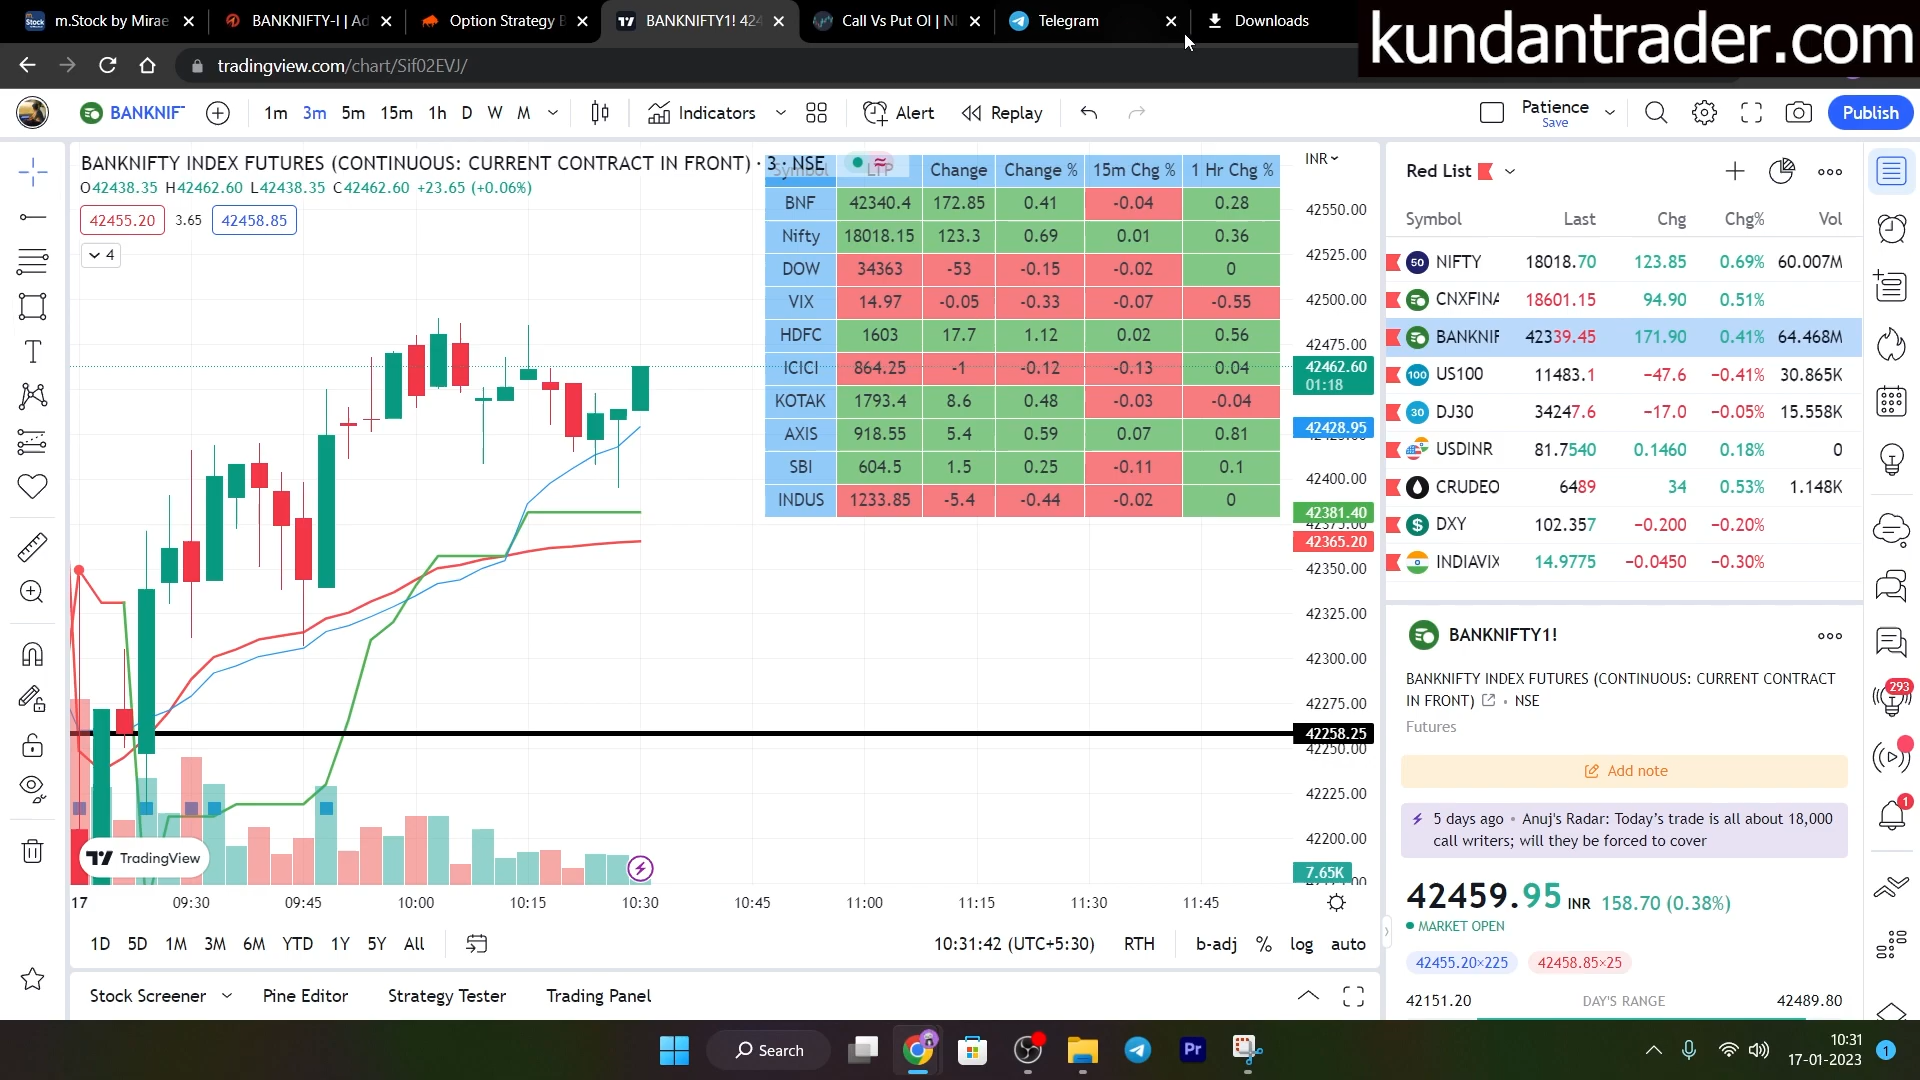 m.Stock by Mirae
BANKNIFTY-I | Ad
Option Strategy B
BANKNIFTY1! 424
Call Vs Put OI | NI
Telegram
Downloads
kundantrader.com
tradingview.com/chart/Sif02EVJ/
BANKNIF
1m 3m 5m 15m 1h D W M
Indicators
Alert
Replay
Patience
Save
Publish
BANKNIFTY INDEX FUTURES (CONTINUOUS: CURRENT CONTRACT IN FRONT) · 3 · NSE
O42438.35 H42462.60 L42438.35 C42462.60 +23.65 (+0.06%)
42455.20 3.65 42458.85
4
Symbol LTP Change Change % 15m Chg % 1 Hr Chg %
BNF 42340.4 172.85 0.41 -0.04 0.28
Nifty 18018.15 123.3 0.69 0.01 0.36
DOW 34363 -53 -0.15 -0.02 0
VIX 14.97 -0.05 -0.33 -0.07 -0.55
HDFC 1603 17.7 1.12 0.02 0.56
ICICI 864.25 -1 -0.12 -0.13 0.04
KOTAK 1793.4 8.6 0.48 -0.03 -0.04
AXIS 918.55 5.4 0.59 0.07 0.81
SBI 604.5 1.5 0.25 -0.11 0.1
INDUS 1233.85 -5.4 -0.44 -0.02 0
INR
42550.00
42525.00
42500.00
42475.00
42462.60
01:18
42428.95
42400.00
42381.40
42375.00
42365.20
42350.00
42325.00
42300.00
42275.00
42258.25
42250.00
42225.00
42200.00
7.65K
TradingView
17 09:30 09:45 10:00 10:15 10:30 10:45 11:00 11:15 11:30 11:45
1D 5D 1M 3M 6M YTD 1Y 5Y All
10:31:42 (UTC+5:30) RTH b-adj % log auto
Stock Screener
Pine Editor
Strategy Tester
Trading Panel
Red List
Symbol Last Chg Chg% Vol
50 NIFTY 18018.70 123.85 0.69% 60.007M
CNXFINA 18601.15 94.90 0.51%
BANKNIF 42339.45 171.90 0.41% 64.468M
100 US100 11483.1 −47.6 −0.41% 30.865K
30 DJ30 34247.6 −17.0 −0.05% 15.558K
USDINR 81.7540 0.1460 0.18% 0
CRUDEO 6489 34 0.53% 1.148K
$ DXY 102.357 −0.200 −0.20%
INDIAVIX 14.9775 −0.0450 −0.30%
BANKNIFTY1!
BANKNIFTY INDEX FUTURES (CONTINUOUS: CURRENT CONTRACT
IN FRONT) • NSE
Futures
Add note
5 days ago • Anuj's Radar: Today's trade is all about 18,000
call writers; will they be forced to cover
42459.95 INR 158.70 (0.38%)
MARKET OPEN
42455.20×225 42458.85×25
42151.20 DAY'S RANGE 42489.80
293
1
Search
Pr
10:31
17-01-2023
1